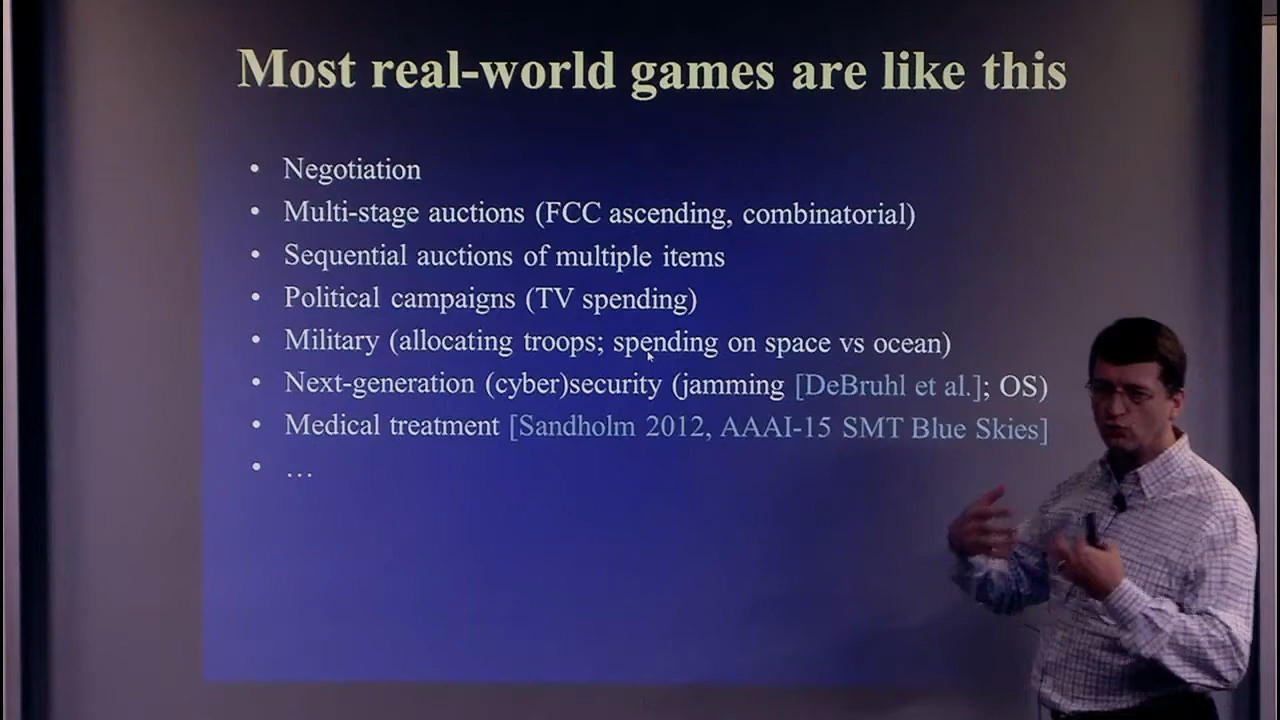 Most real-world games are like this
• Negotiation
• Multi-stage auctions (FCC ascending, combinatorial)
• Sequential auctions of multiple items
• Political campaigns (TV spending)
• Military (allocating troops; spending on space vs ocean)
• Next-generation (cyber)security (jamming [DeBruhl et al.]; OS)
• Medical treatment [Sandholm 2012, AAAI-15 SMT Blue Skies]
• …